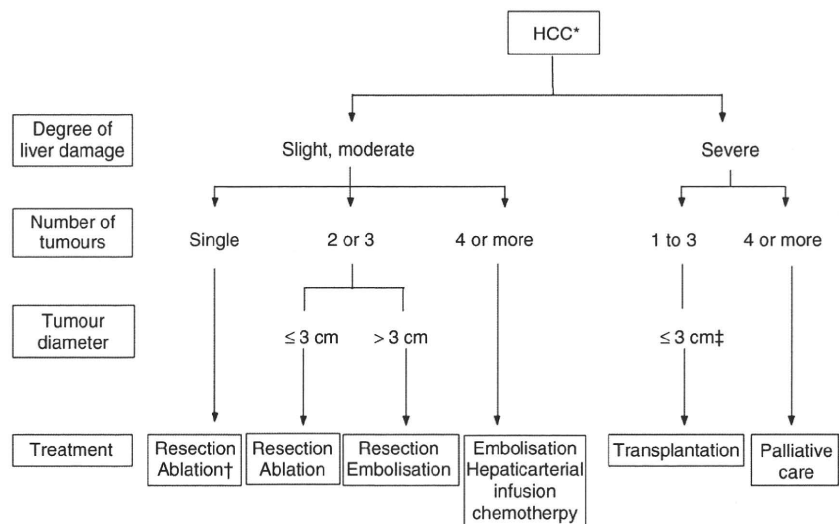 HCC*
Degree of
liver damage
Slight, moderate
Severe
Number of
tumours
Single
2 or 3
4 or more
1 to 3
4 or more
Tumour
diameter
≤ 3 cm
> 3 cm
≤ 3 cm‡
Treatment
Resection
Ablation†
Resection
Ablation
Resection
Embolisation
Embolisation
Hepaticarterial
infusion
chemotherpy
Transplantation
Palliative
care